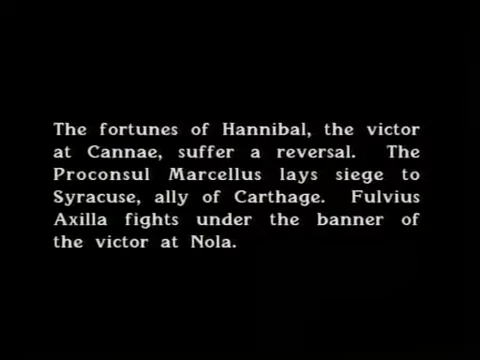 The fortunes of Hannibal, the victor
at Cannae, suffer a reversal. The
Proconsul Marcellus lays siege to
Syracuse, ally of Carthage. Fulvius
Axilla fights under the banner of
the victor at Nola.